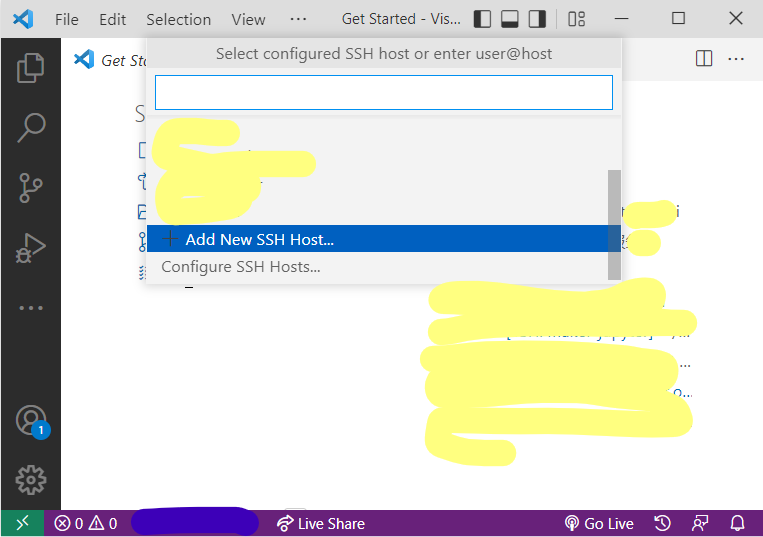 File Edit Selection View ··· Get Started - Vis...
Select configured SSH host or enter user@host
Get Sta
+ Add New SSH Host...
Configure SSH Hosts...
1
0 0 Live Share Go Live